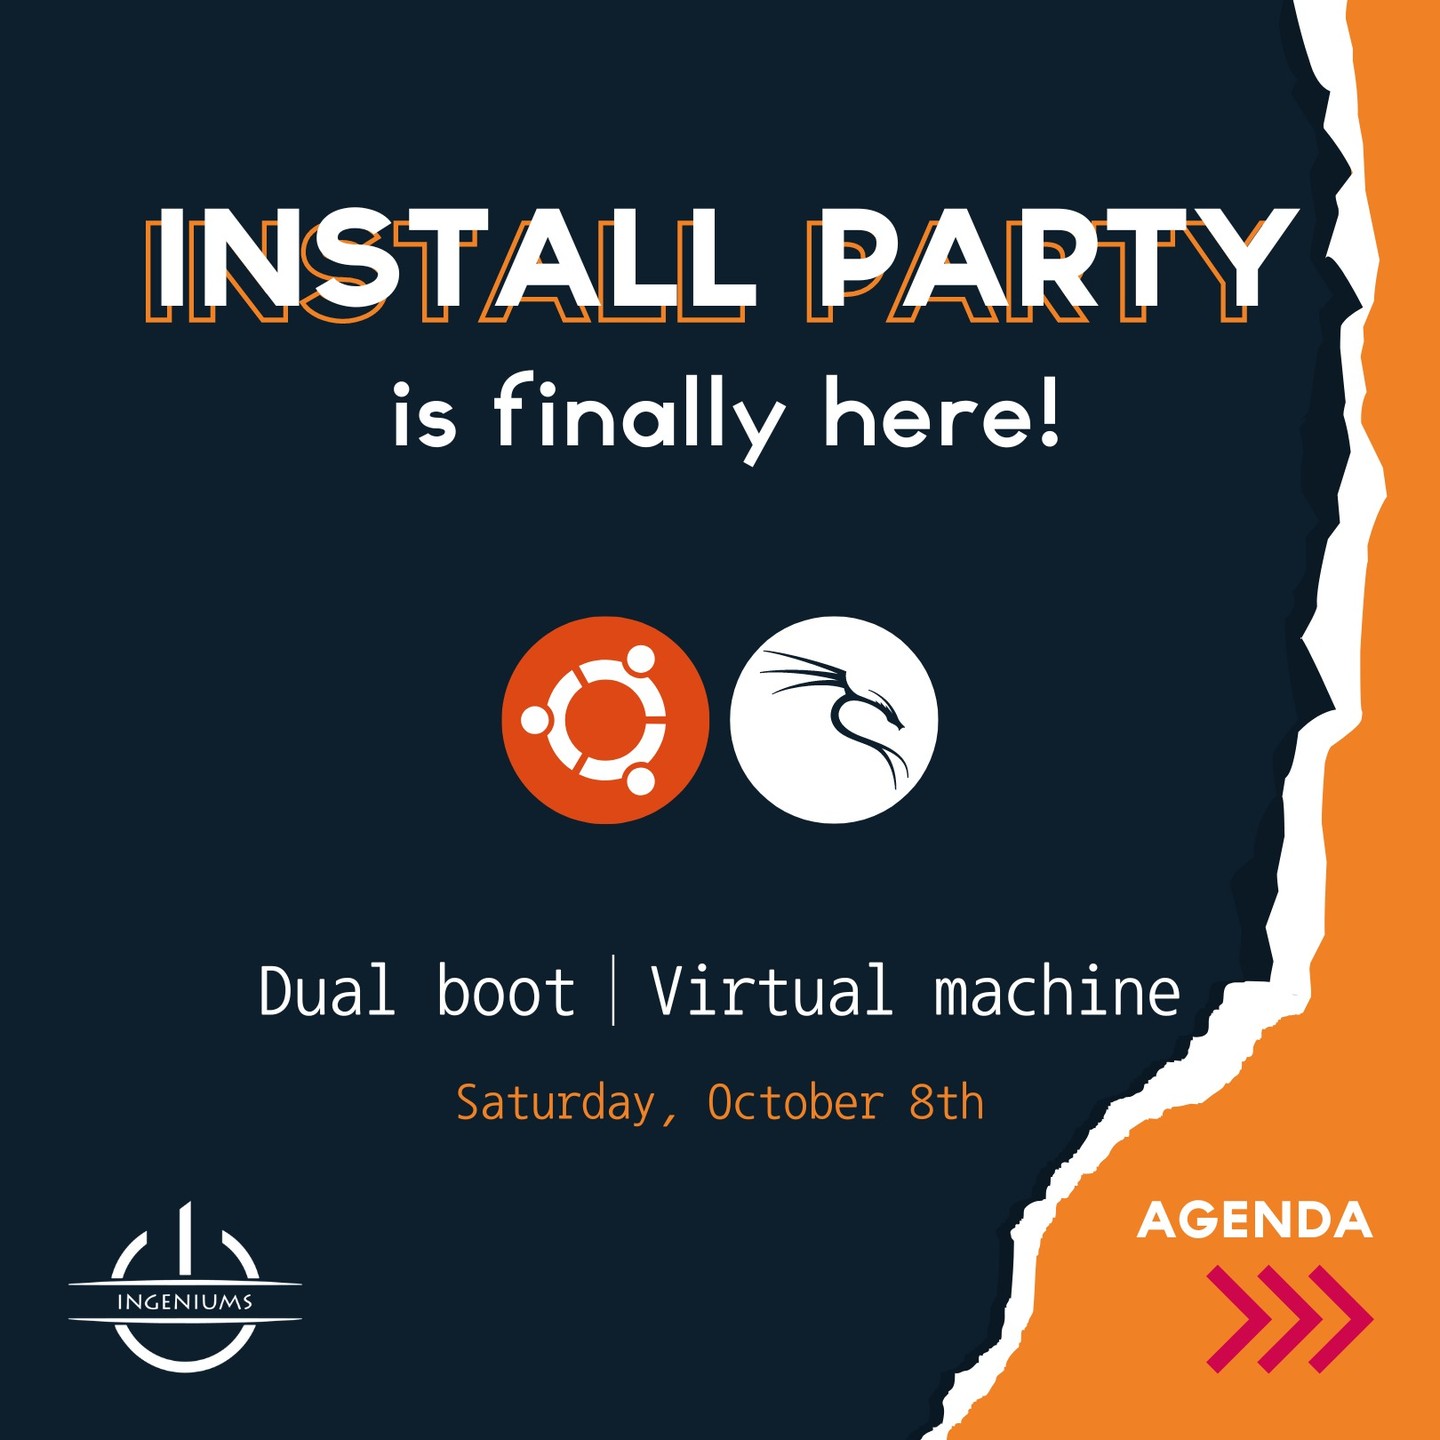 INSTALL PARTY
is finally here!
Dual boot | Virtual machine
Saturday, October 8th
INGENIUMS
AGENDA